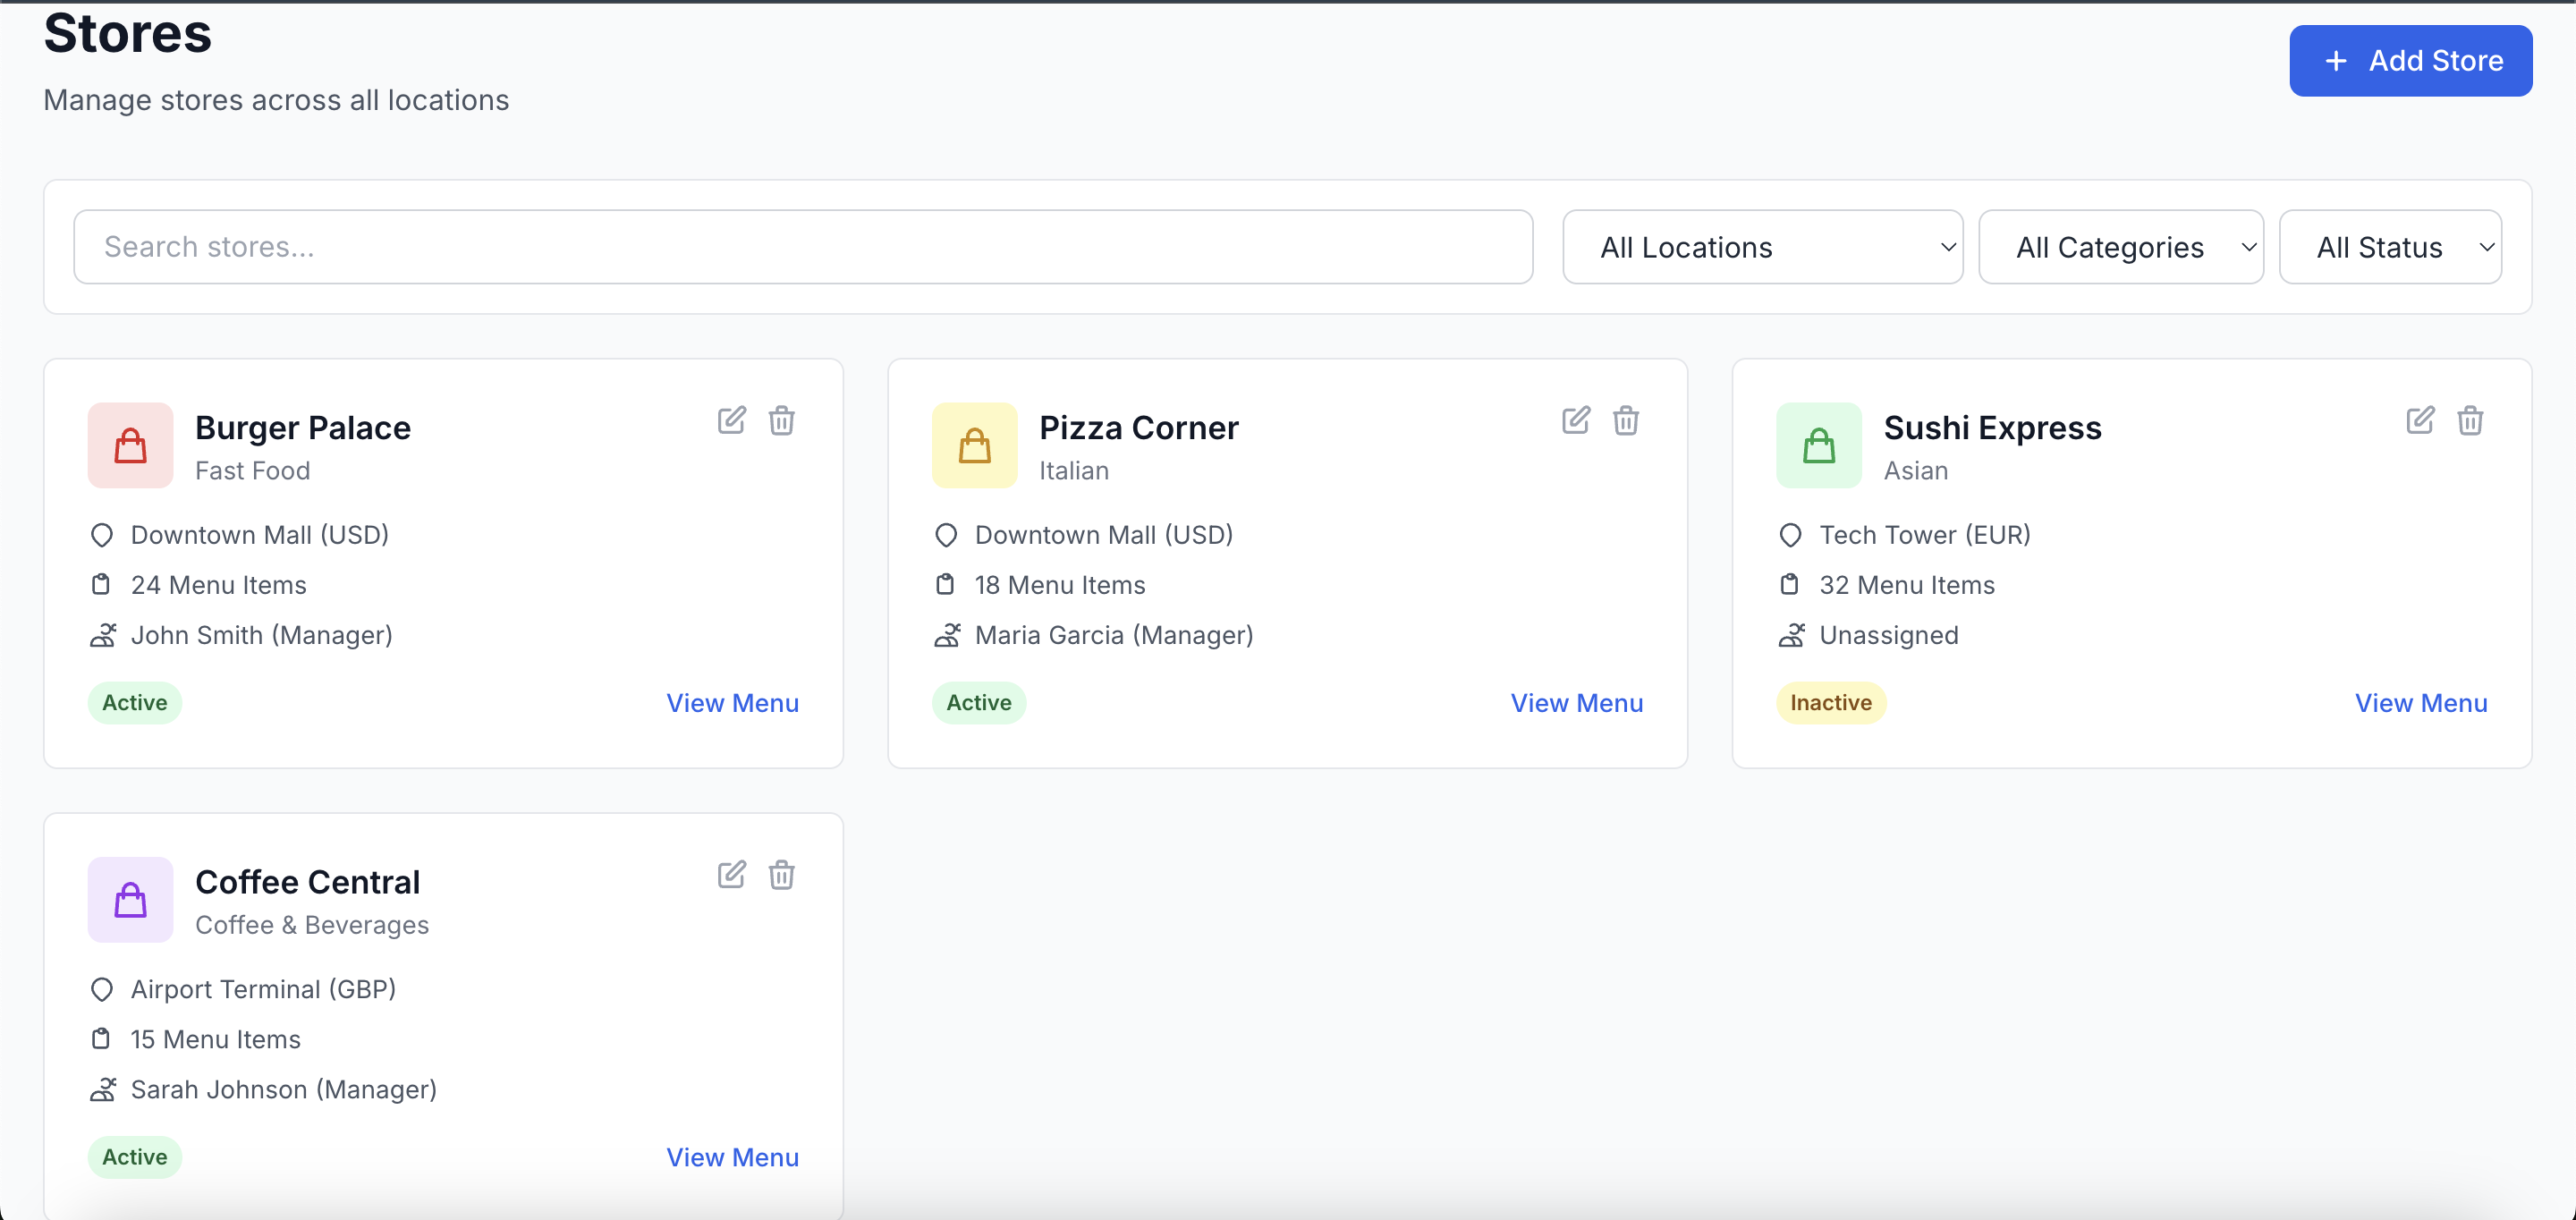 Stores
Manage stores across all locations
+ Add Store
Search stores...
All Locations
All Categories
All Status
Burger Palace
Fast Food
Downtown Mall (USD)
24 Menu Items
John Smith (Manager)
Active
View Menu
Pizza Corner
Italian
Downtown Mall (USD)
18 Menu Items
Maria Garcia (Manager)
Active
View Menu
Sushi Express
Asian
Tech Tower (EUR)
32 Menu Items
Unassigned
Inactive
View Menu
Coffee Central
Coffee & Beverages
Airport Terminal (GBP)
15 Menu Items
Sarah Johnson (Manager)
Active
View Menu